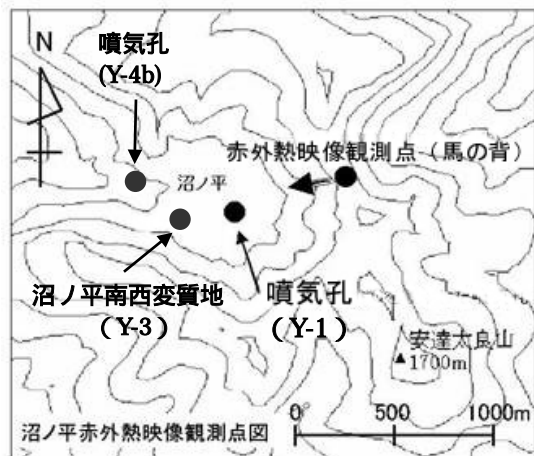 N
噴気孔
(Y-4b)
赤外熱映像観測点（馬の背）
沼ノ平
沼ノ平南西変質地
（Y-3）
噴気孔
（Y-1）
安達太良山
▲1700m
0 500 1000m
沼ノ平赤外熱映像観測点図